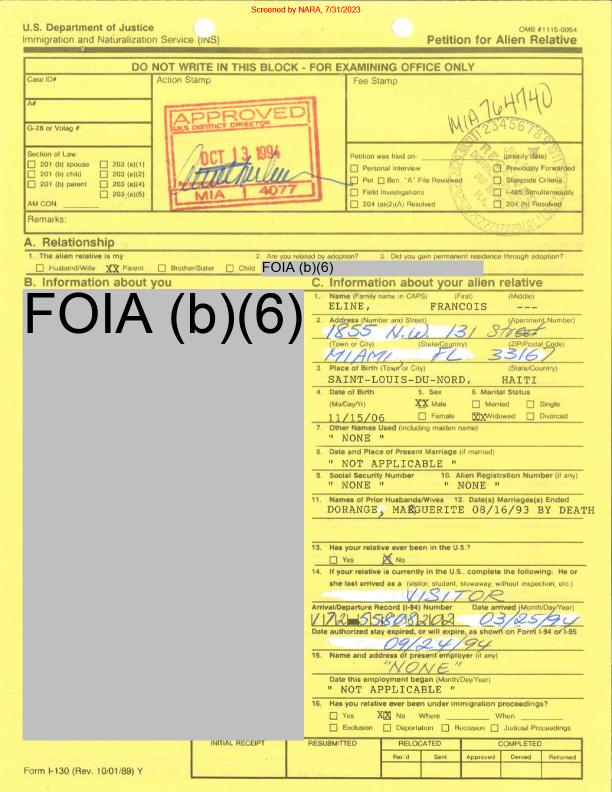 Screened by NARA, 7/31/2023
U.S. Department of Justice
Immigration and Naturalization Service (INS)
OMB #1115-0054
Petition for Alien Relative
DO NOT WRITE IN THIS BLOCK - FOR EXAMINING OFFICE ONLY
Case ID#
Action Stamp
Fee Stamp
A#
G-28 or Volag #
MIA 764740
APPROVED
U.S. DISTRICT DIRECTOR
OCT 13 1994
MIA 1 4077
Section of Law:
201 (b) spouse 203 (a)(1)
201 (b) child 203 (a)(2)
201 (b) parent 203 (a)(4)
203 (a)(5)
AM CON:
Petition was filed on: (priority date)
Personal Interview Previously Forwarded
Pet. Ben. "A" File Reviewed Stateside Criteria
Field Investigations I-485 Simultaneously
204 (a)(2)(A) Resolved 204 (h) Resolved
Remarks:
A. Relationship
1. The alien relative is my
2. Are you related by adoption?
3. Did you gain permanent residence through adoption?
Husband/Wife XX Parent Brother/Sister Child
FOIA (b)(6)
B. Information about you
FOIA (b)(6)
C. Information about your alien relative
1. Name (Family name in CAPS) (First) (Middle)
ELINE, FRANCOIS ---
2. Address (Number and Street) (Apartment Number)
1855 N.W. 131 Street
(Town or City) (State/Country) (ZIP/Postal Code)
MIAMI, FL 33167
3. Place of Birth (Town or City) (State/Country)
SAINT-LOUIS-DU-NORD, HAITI
4. Date of Birth 5. Sex 6. Marital Status
(Mo/Day/Yr) XX Male Married Single
11/15/06 Female XX Widowed Divorced
7. Other Names Used (including maiden name)
" NONE "
8. Date and Place of Present Marriage (if married)
" NOT APPLICABLE "
9. Social Security Number 10. Alien Registration Number (if any)
" NONE " " NONE "
11. Names of Prior Husbands/Wives 12. Date(s) Marriages(s) Ended
DORANGE, MARGUERITE 08/16/93 BY DEATH
13. Has your relative ever been in the U.S.?
Yes X No
14. If your relative is currently in the U.S., complete the following: He or
she last arrived as a (visitor, student, stowaway, without inspection, etc.)
VISITOR
Arrival/Departure Record (I-94) Number Date arrived (Month/Day/Year)
03/25/94
Date authorized stay expired, or will expire, as shown on Form I-94 or I-95
09/24/94
15. Name and address of present employer (if any)
"NONE"
Date this employment began (Month/Day/Year)
" NOT APPLICABLE "
16. Has your relative ever been under immigration proceedings?
Yes XX No Where When
Exclusion Deportation Recission Judicial Proceedings
INITIAL RECEIPT RESUBMITTED RELOCATED COMPLETED
Rec'd Sent Approved Denied Returned
Form I-130 (Rev. 10/01/89) Y